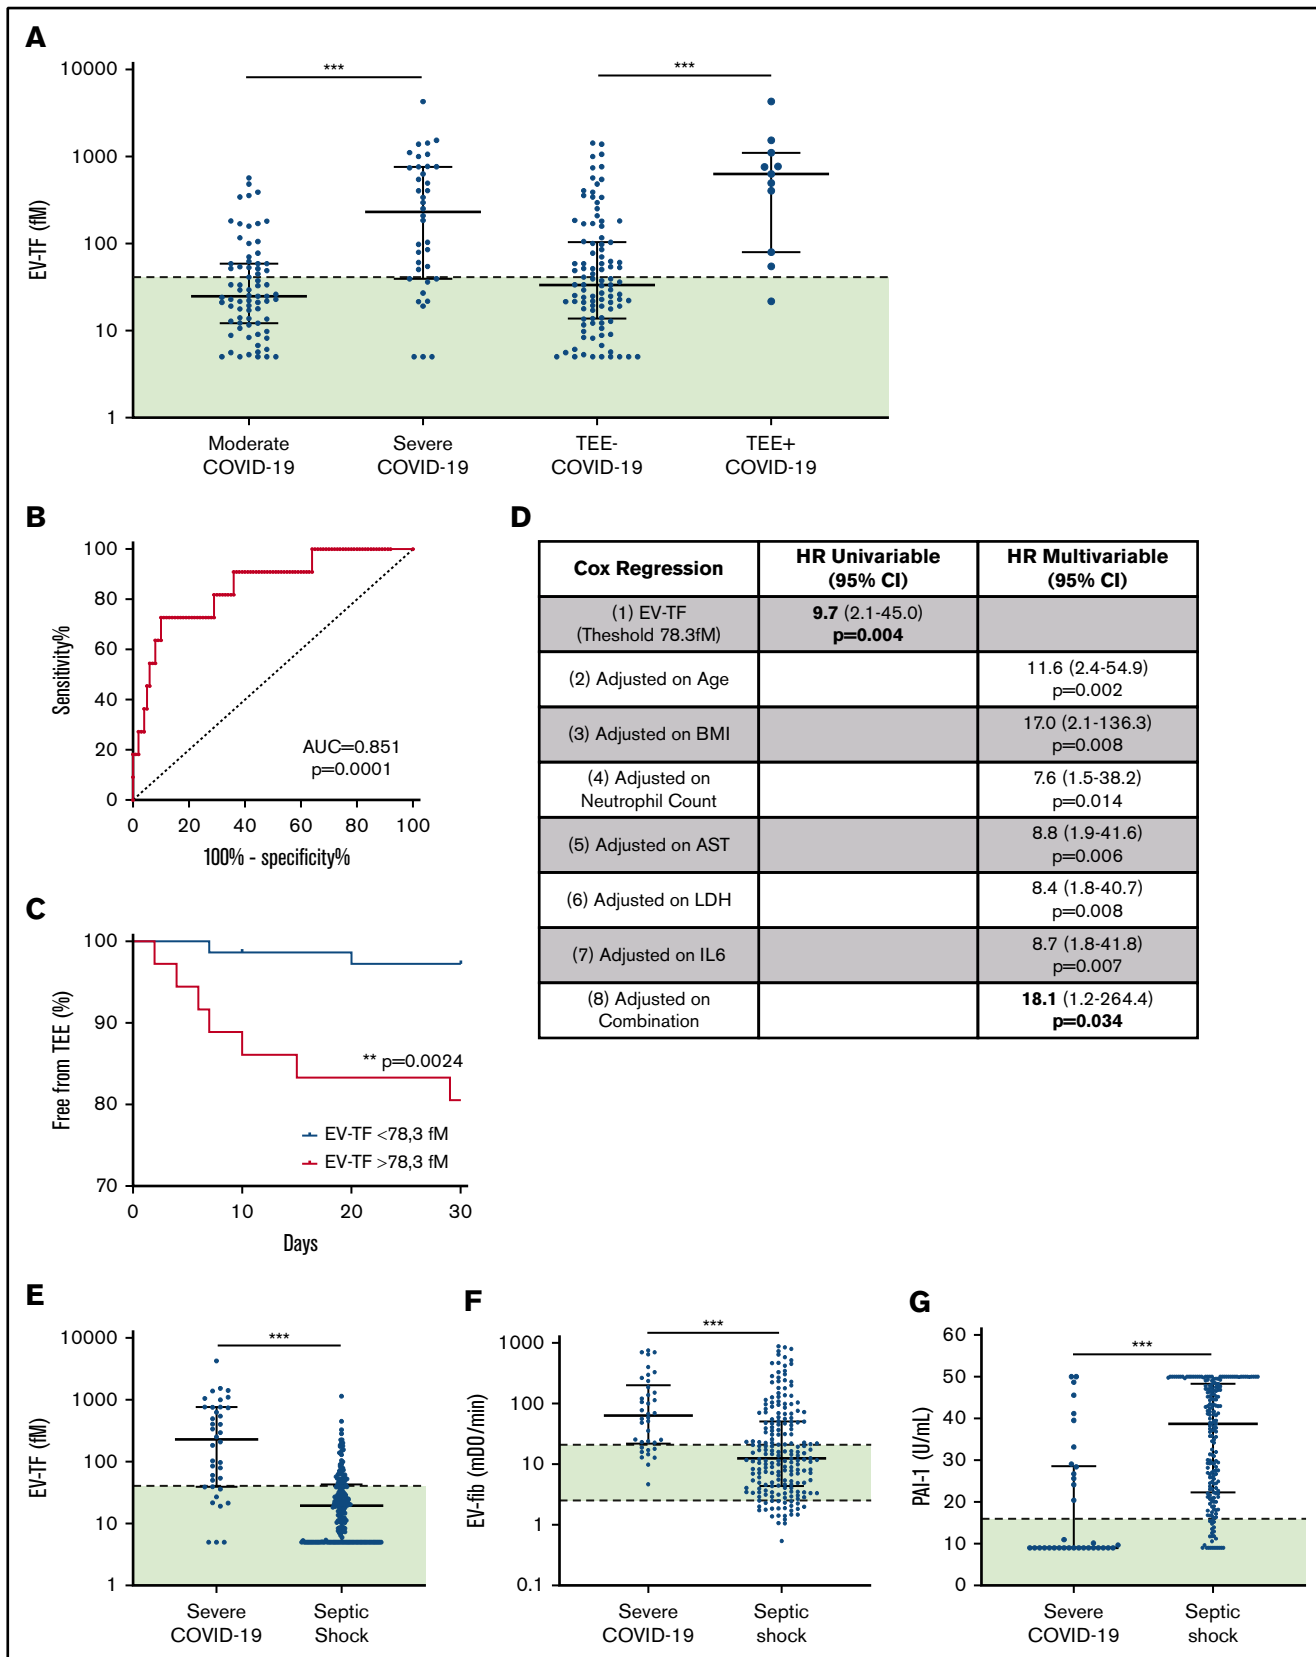 A
10000
1000
100
10
1
EV-TF (fM)
***
***
Moderate
COVID-19
Severe
COVID-19
TEE-
COVID-19
TEE+
COVID-19
B
100
80
60
40
20
0
Sensitivity%
AUC=0.851
p=0.0001
0 20 40 60 80 100
100% - specificity%
C
100
90
80
70
Free from TEE (%)
** p=0.0024
EV-TF <78,3 fM
EV-TF >78,3 fM
0 10 20 30
Days
D
Cox Regression
HR Univariable
(95% CI)
HR Multivariable
(95% CI)
(1) EV-TF
(Theshold 78.3fM)
9.7 (2.1-45.0)
p=0.004
(2) Adjusted on Age
11.6 (2.4-54.9)
p=0.002
(3) Adjusted on BMI
17.0 (2.1-136.3)
p=0.008
(4) Adjusted on
Neutrophil Count
7.6 (1.5-38.2)
p=0.014
(5) Adjusted on AST
8.8 (1.9-41.6)
p=0.006
(6) Adjusted on LDH
8.4 (1.8-40.7)
p=0.008
(7) Adjusted on IL6
8.7 (1.8-41.8)
p=0.007
(8) Adjusted on
Combination
18.1 (1.2-264.4)
p=0.034
E
10000
1000
100
10
1
EV-TF (fM)
***
Severe
COVID-19
Septic
Shock
F
1000
100
10
1
0.1
EV-fib (mDO/min)
***
Severe
COVID-19
Septic
shock
G
60
50
40
30
20
10
0
PAI-1 (U/mL)
***
Severe
COVID-19
Septic
shock